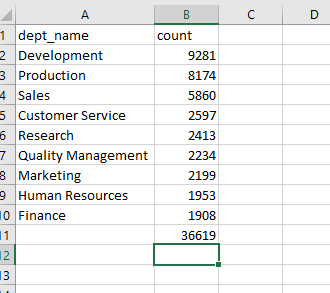 A B C D
1 dept_name count
2 Development 9281
3 Production 8174
4 Sales 5860
5 Customer Service 2597
6 Research 2413
7 Quality Management 2234
8 Marketing 2199
9 Human Resources 1953
10 Finance 1908
11 36619
12
13